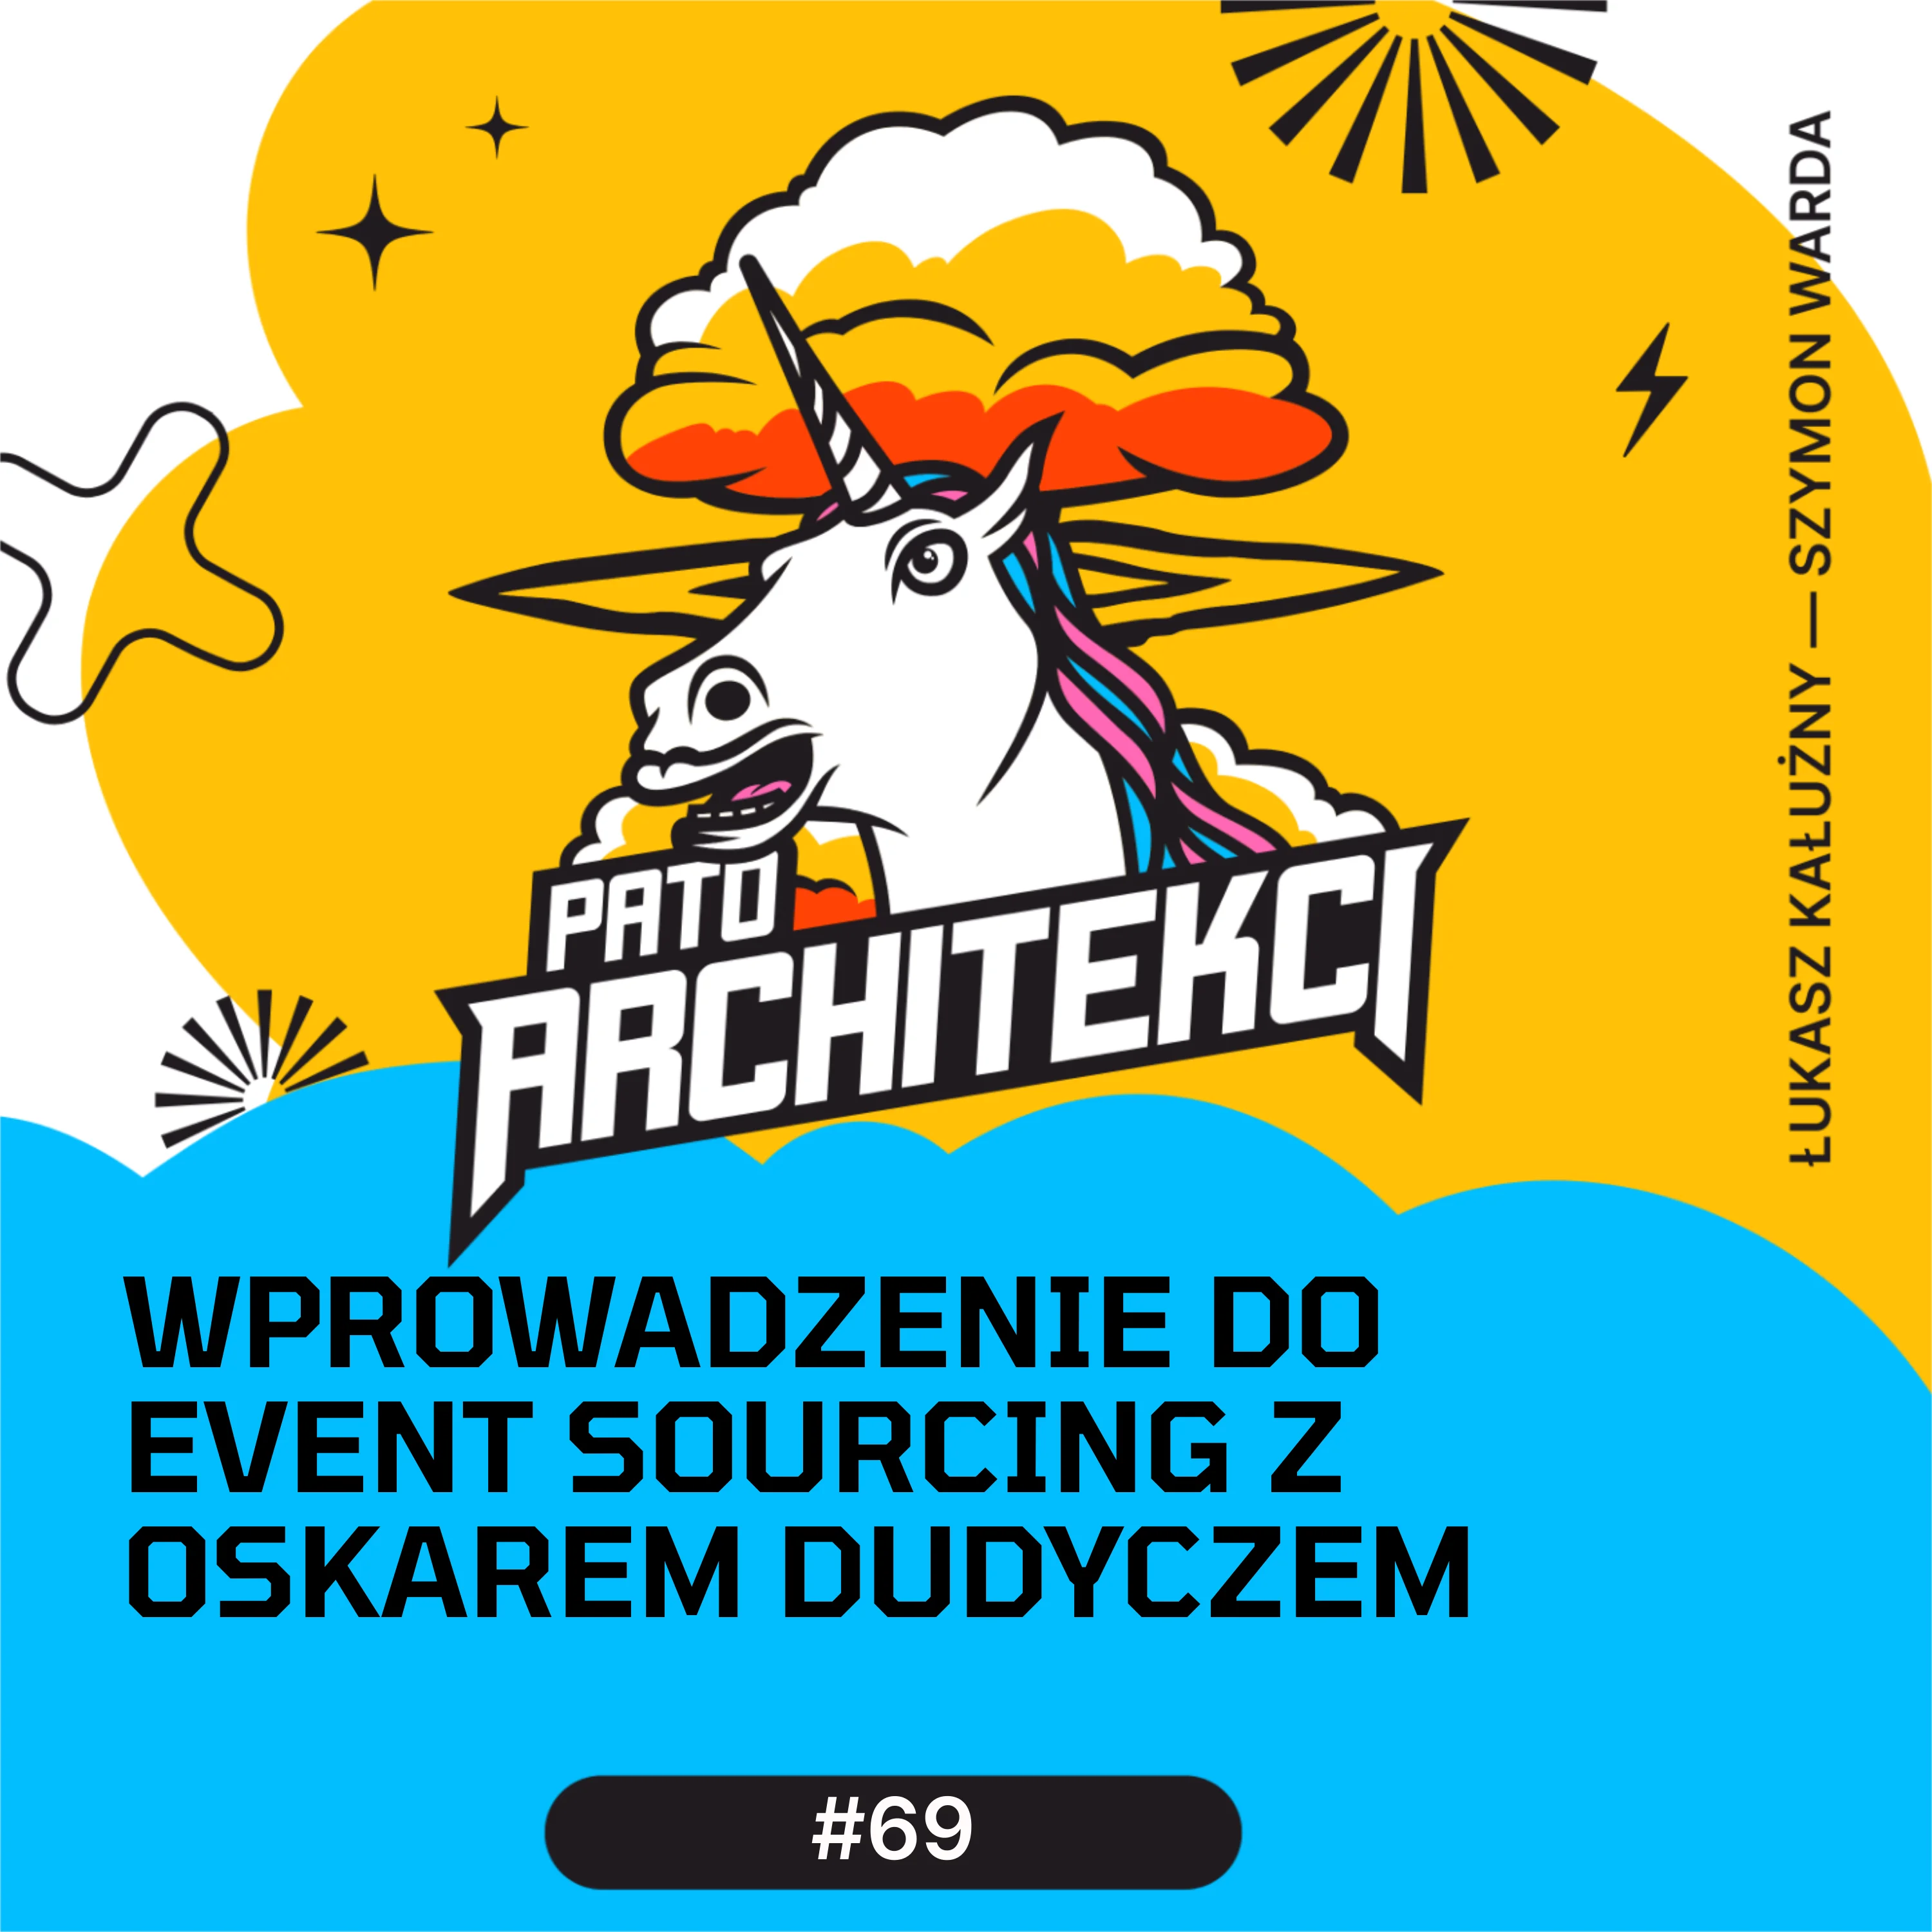 PATO
ARCHITEKCI
ŁUKASZ KAŁUŻNY — SZYMON WARDA
WPROWADZENIE DO
EVENT SOURCING Z
OSKAREM DUDYCZEM
#69